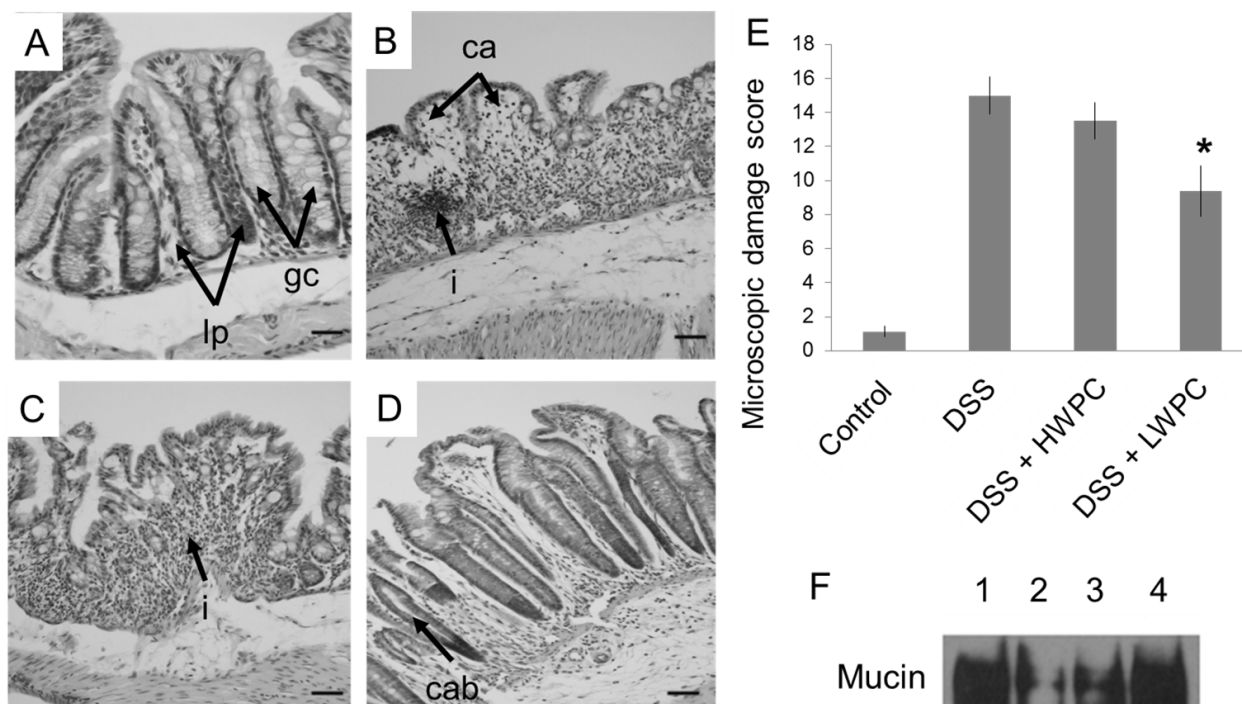 A
lp
gc
B
ca
i
C
i
D
cab
E
Microscopic damage score
18
16
14
12
10
8
6
4
2
0
*
Control
DSS
DSS + HWPC
DSS + LWPC
F
1 2 3 4
Mucin